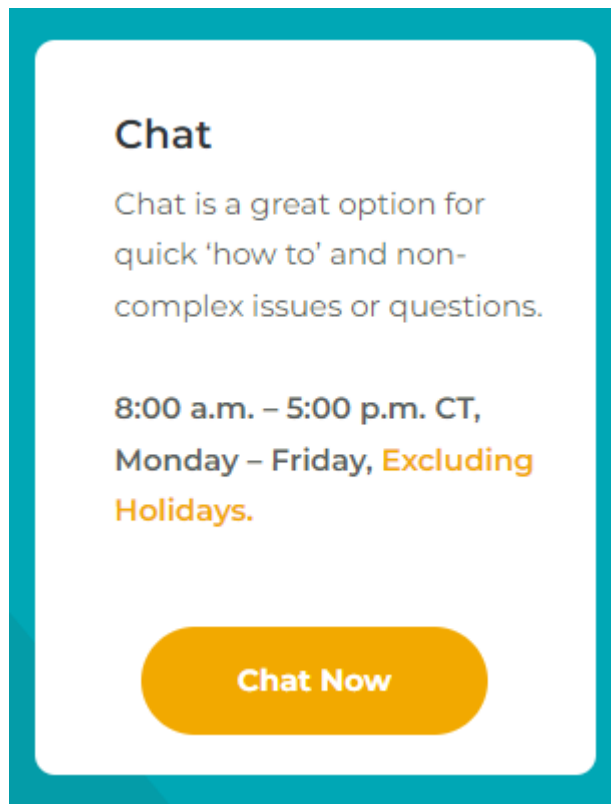 Chat
Chat is a great option for
quick ‘how to’ and non-
complex issues or questions.
8:00 a.m. – 5:00 p.m. CT,
Monday – Friday, Excluding
Holidays.
Chat Now